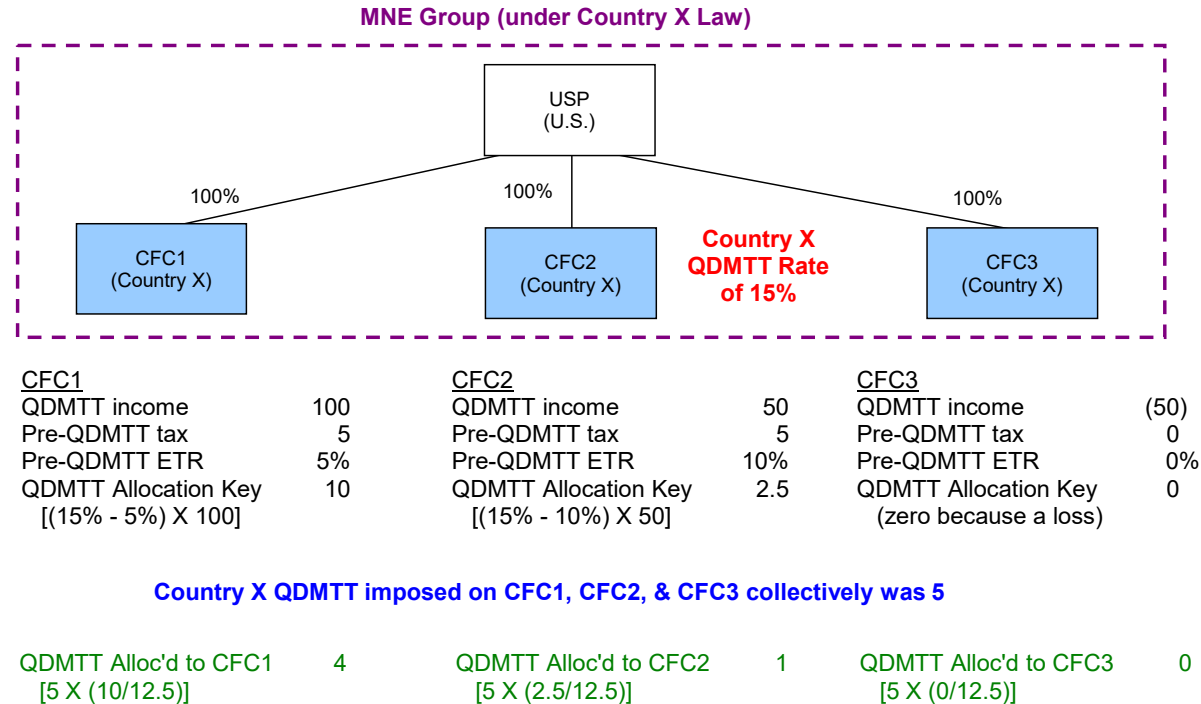 MNE Group (under Country X Law)
USP
(U.S.)
100%
100%
100%
CFC1
(Country X)
CFC2
(Country X)
Country X
QDMTT Rate
of 15%
CFC3
(Country X)
CFC1
QDMTT income 100
Pre-QDMTT tax 5
Pre-QDMTT ETR 5%
QDMTT Allocation Key 10
[(15% - 5%) X 100]
CFC2
QDMTT income 50
Pre-QDMTT tax 5
Pre-QDMTT ETR 10%
QDMTT Allocation Key 2.5
[(15% - 10%) X 50]
CFC3
QDMTT income (50)
Pre-QDMTT tax 0
Pre-QDMTT ETR 0%
QDMTT Allocation Key 0
(zero because a loss)
Country X QDMTT imposed on CFC1, CFC2, & CFC3 collectively was 5
QDMTT Alloc'd to CFC1 4
[5 X (10/12.5)]
QDMTT Alloc'd to CFC2 1
[5 X (2.5/12.5)]
QDMTT Alloc'd to CFC3 0
[5 X (0/12.5)]